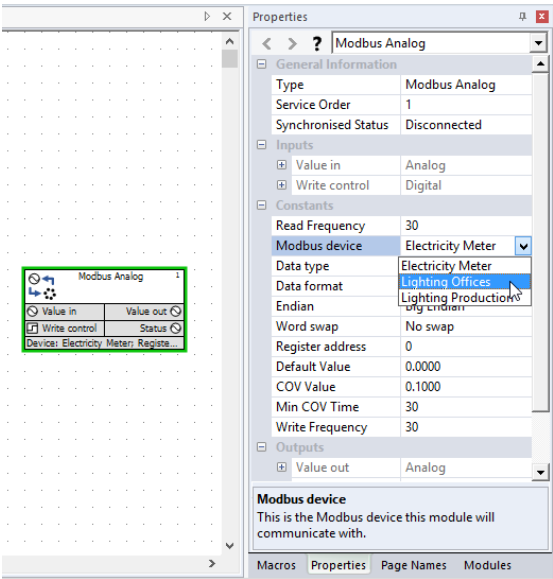 Properties
? Modbus Analog
General Information
Type Modbus Analog
Service Order 1
Synchronised Status Disconnected
Inputs
Value in Analog
Write control Digital
Constants
Read Frequency 30
Modbus device Electricity Meter
Data type Electricity Meter
Data format Lighting Offices
Lighting Production
Endian Big Endian
Word swap No swap
Register address 0
Default Value 0.0000
COV Value 0.1000
Min COV Time 30
Write Frequency 30
Outputs
Value out Analog
Modbus device
This is the Modbus device this module will
communicate with.
Macros Properties Page Names Modules
Modbus Analog 1
Value in Value out
Write control Status
Device: Electricity Meter; Registe...